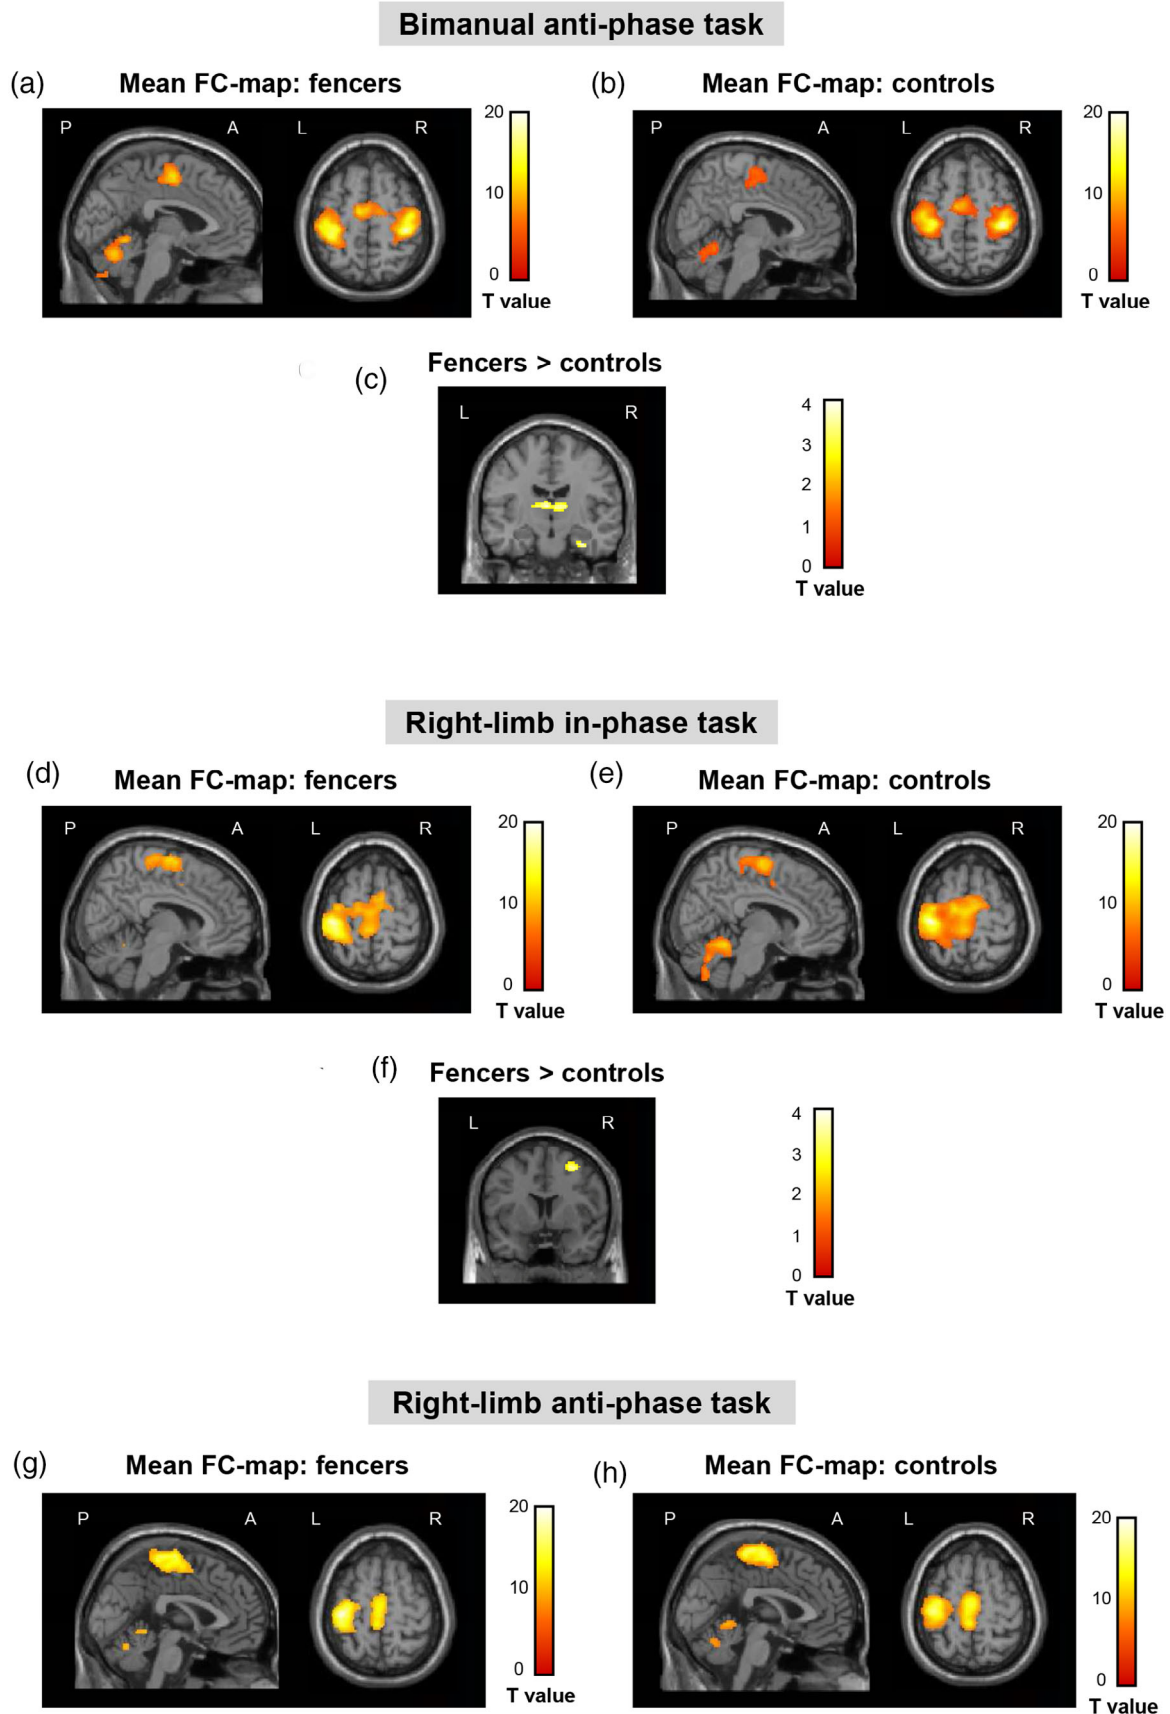 Bimanual anti-phase task
(a) Mean FC-map: fencers
P A L R
20
10
0
T value
(b) Mean FC-map: controls
P A L R
20
10
0
T value
(c) Fencers > controls
L R
4
3
2
1
0
T value
Right-limb in-phase task
(d) Mean FC-map: fencers
P A L R
20
10
0
T value
(e) Mean FC-map: controls
P A L R
20
10
0
T value
(f) Fencers > controls
L R
4
3
2
1
0
T value
Right-limb anti-phase task
(g) Mean FC-map: fencers
P A L R
20
10
0
T value
(h) Mean FC-map: controls
P A L R
20
10
0
T value